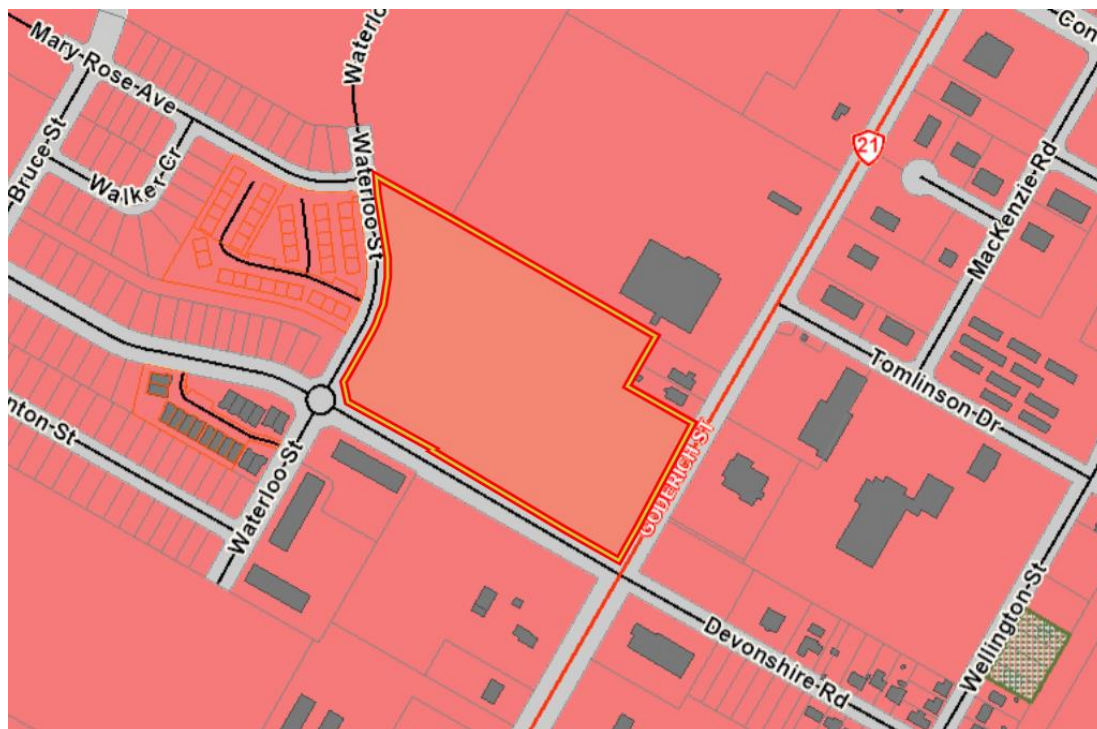 Mary-Rose-Ave
Waterlo
Con
Bruce-St
Walker-Cr
Waterloo-St
21
MacKenzie-Rd
Tomlinson-Dr
nton-St
Waterloo-St
GODERICH ST
Devonshire-Rd
Wellington-St